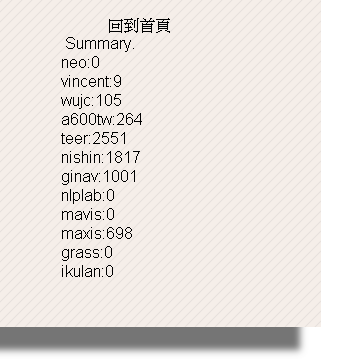 回到首頁
Summary.
neo:0
vincent:9
wujc:105
a600tw:264
teer:2551
nishin:1817
ginav:1001
nlplab:0
mavis:0
maxis:698
grass:0
ikulan:0